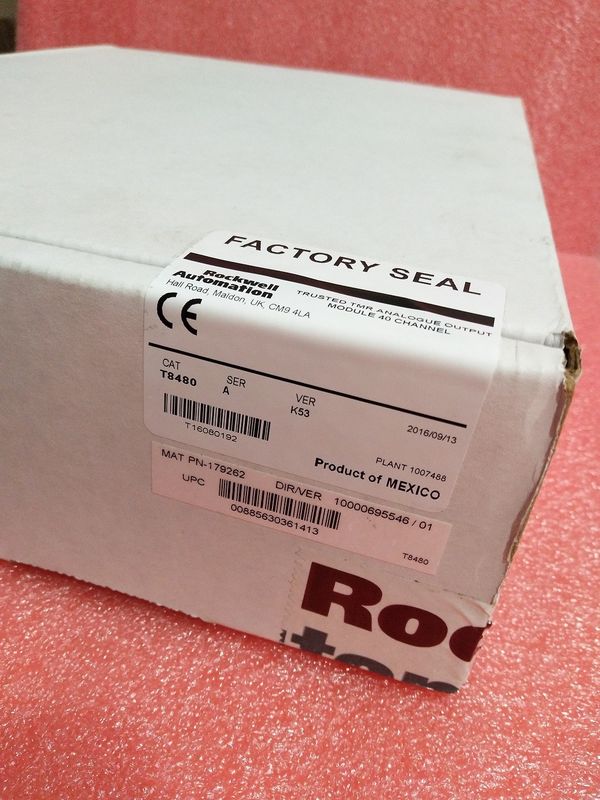 FACTORY SEAL
Rockwell
Automation
Hall Road, Maldon, UK, CM9 4LA
TRUSTED TMR ANALOGUE OUTPUT
MODULE 40 CHANNEL
CE
CAT SER VER
T8480 A K53 2016/09/13
T16080192
PLANT 1007488
Product of MEXICO
MAT PN-179262 DIR/VER 10000695546 / 01
UPC
00885630361413
T8480
Roc